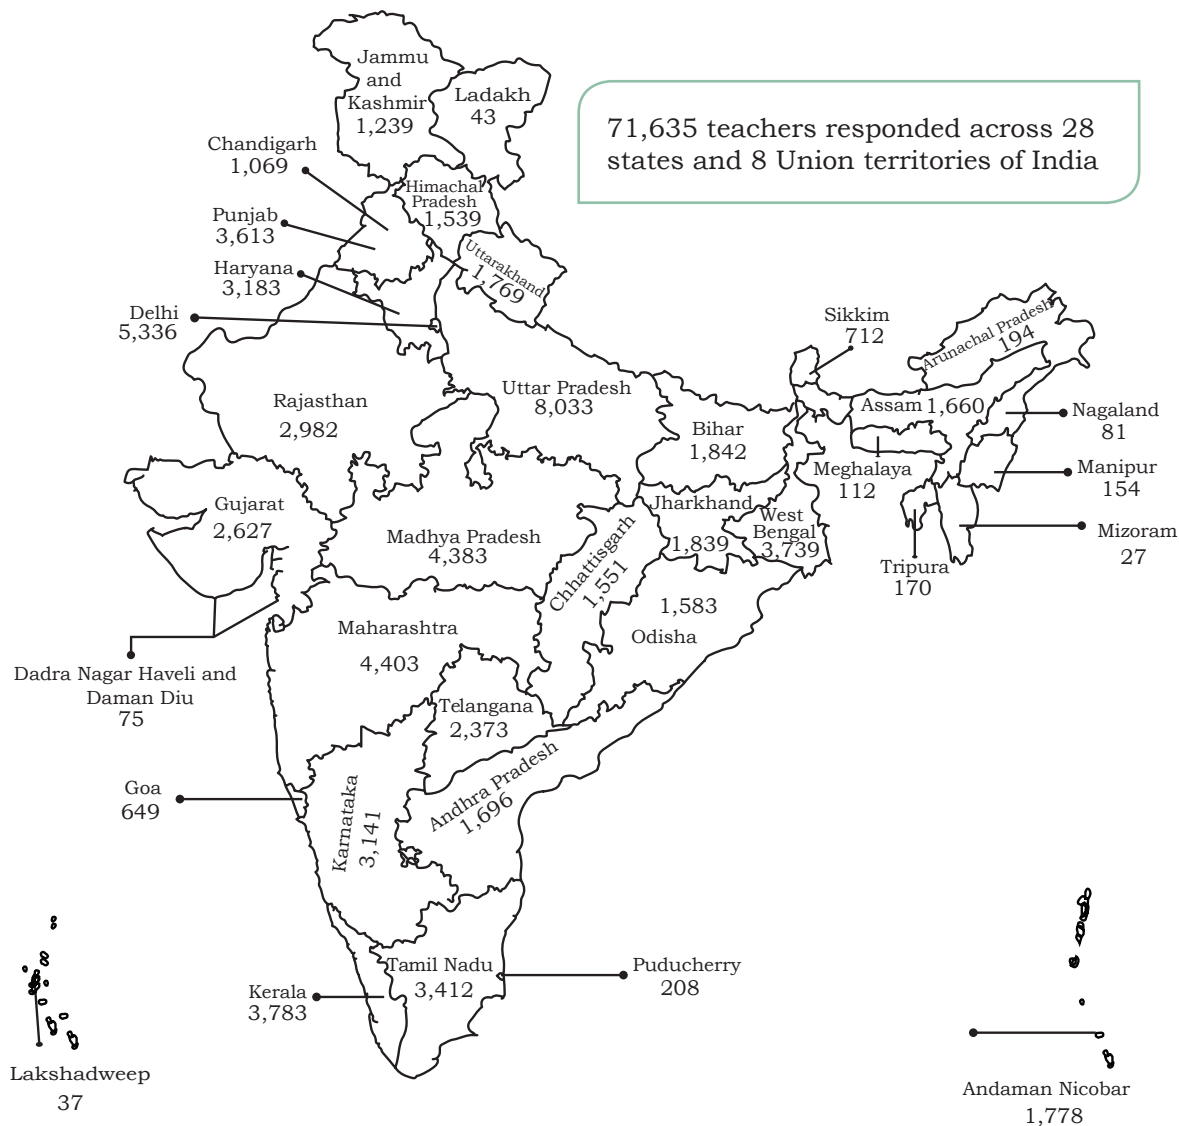 Jammu
and
Kashmir
1,239
Ladakh
43
71,635 teachers responded across 28
states and 8 Union territories of India
Chandigarh
1,069
Himachal
Pradesh
1,539
Punjab
3,613
Uttarakhand
1,769
Haryana
3,183
Delhi
5,336
Sikkim
712
Arunachal Pradesh
194
Rajasthan
2,982
Uttar Pradesh
8,033
Bihar
1,842
Assam 1,660
Nagaland
81
Meghalaya
112
Manipur
154
Gujarat
2,627
Madhya Pradesh
4,383
Jharkhand
1,839
West
Bengal
3,739
Chhattisgarh
1,551
Mizoram
27
Tripura
170
1,583
Odisha
Maharashtra
4,403
Dadra Nagar Haveli and
Daman Diu
75
Telangana
2,373
Goa
649
Karnataka
3,141
Andhra Pradesh
1,696
Tamil Nadu
3,412
Puducherry
208
Kerala
3,783
Lakshadweep
37
Andaman Nicobar
1,778